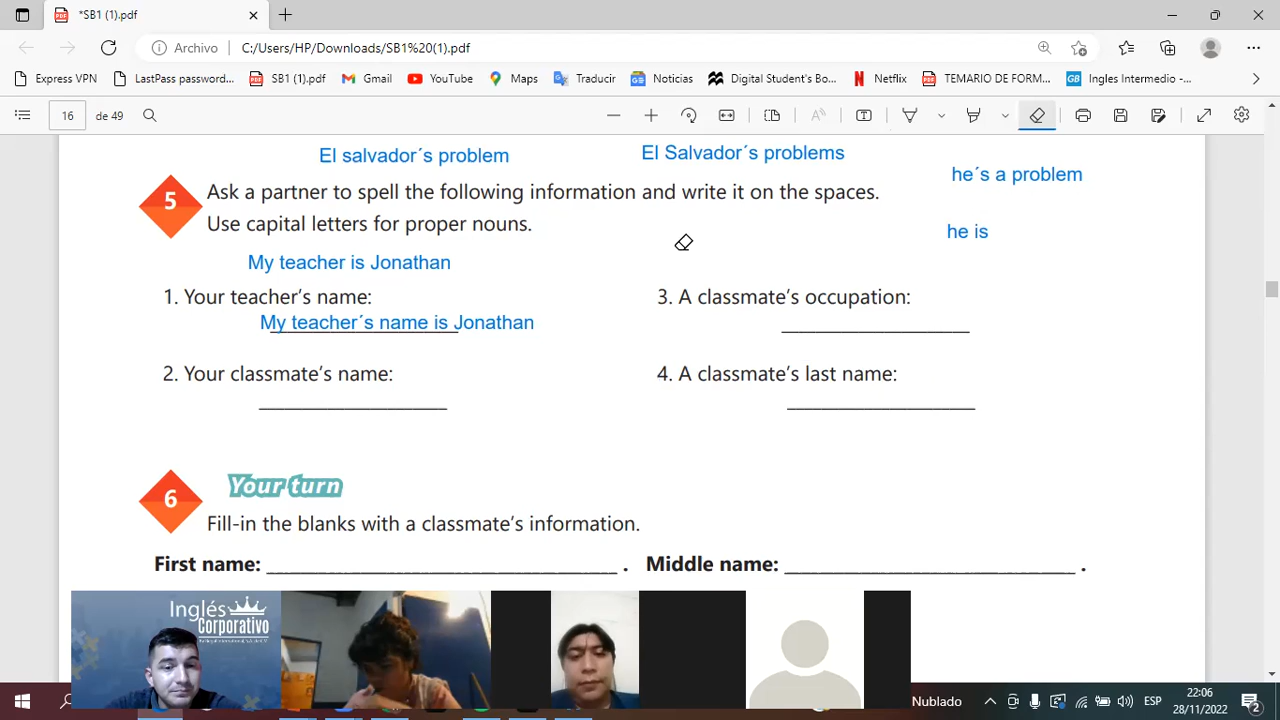 *SB1 (1).pdf
Archivo
C:/Users/HP/Downloads/SB1%20(1).pdf
Express VPN
LastPass password...
SB1 (1).pdf
Gmail
YouTube
Maps
Traducir
Noticias
Digital Student's Bo...
Netflix
TEMARIO DE FORM...
Ingles Intermedio -...
16
de 49
El salvador´s problem
El Salvador´s problems
he´s a problem
5
Ask a partner to spell the following information and write it on the spaces.
Use capital letters for proper nouns.
he is
My teacher is Jonathan
1. Your teacher's name:
My teacher´s name is Jonathan
2. Your classmate's name:
3. A classmate's occupation:
4. A classmate's last name:
6
Your turn
Fill-in the blanks with a classmate's information.
First name: ______________________________ .
Middle name: ______________________________ .
Inglés
Corporativo
Nublado
ESP
22:06
28/11/2022
2